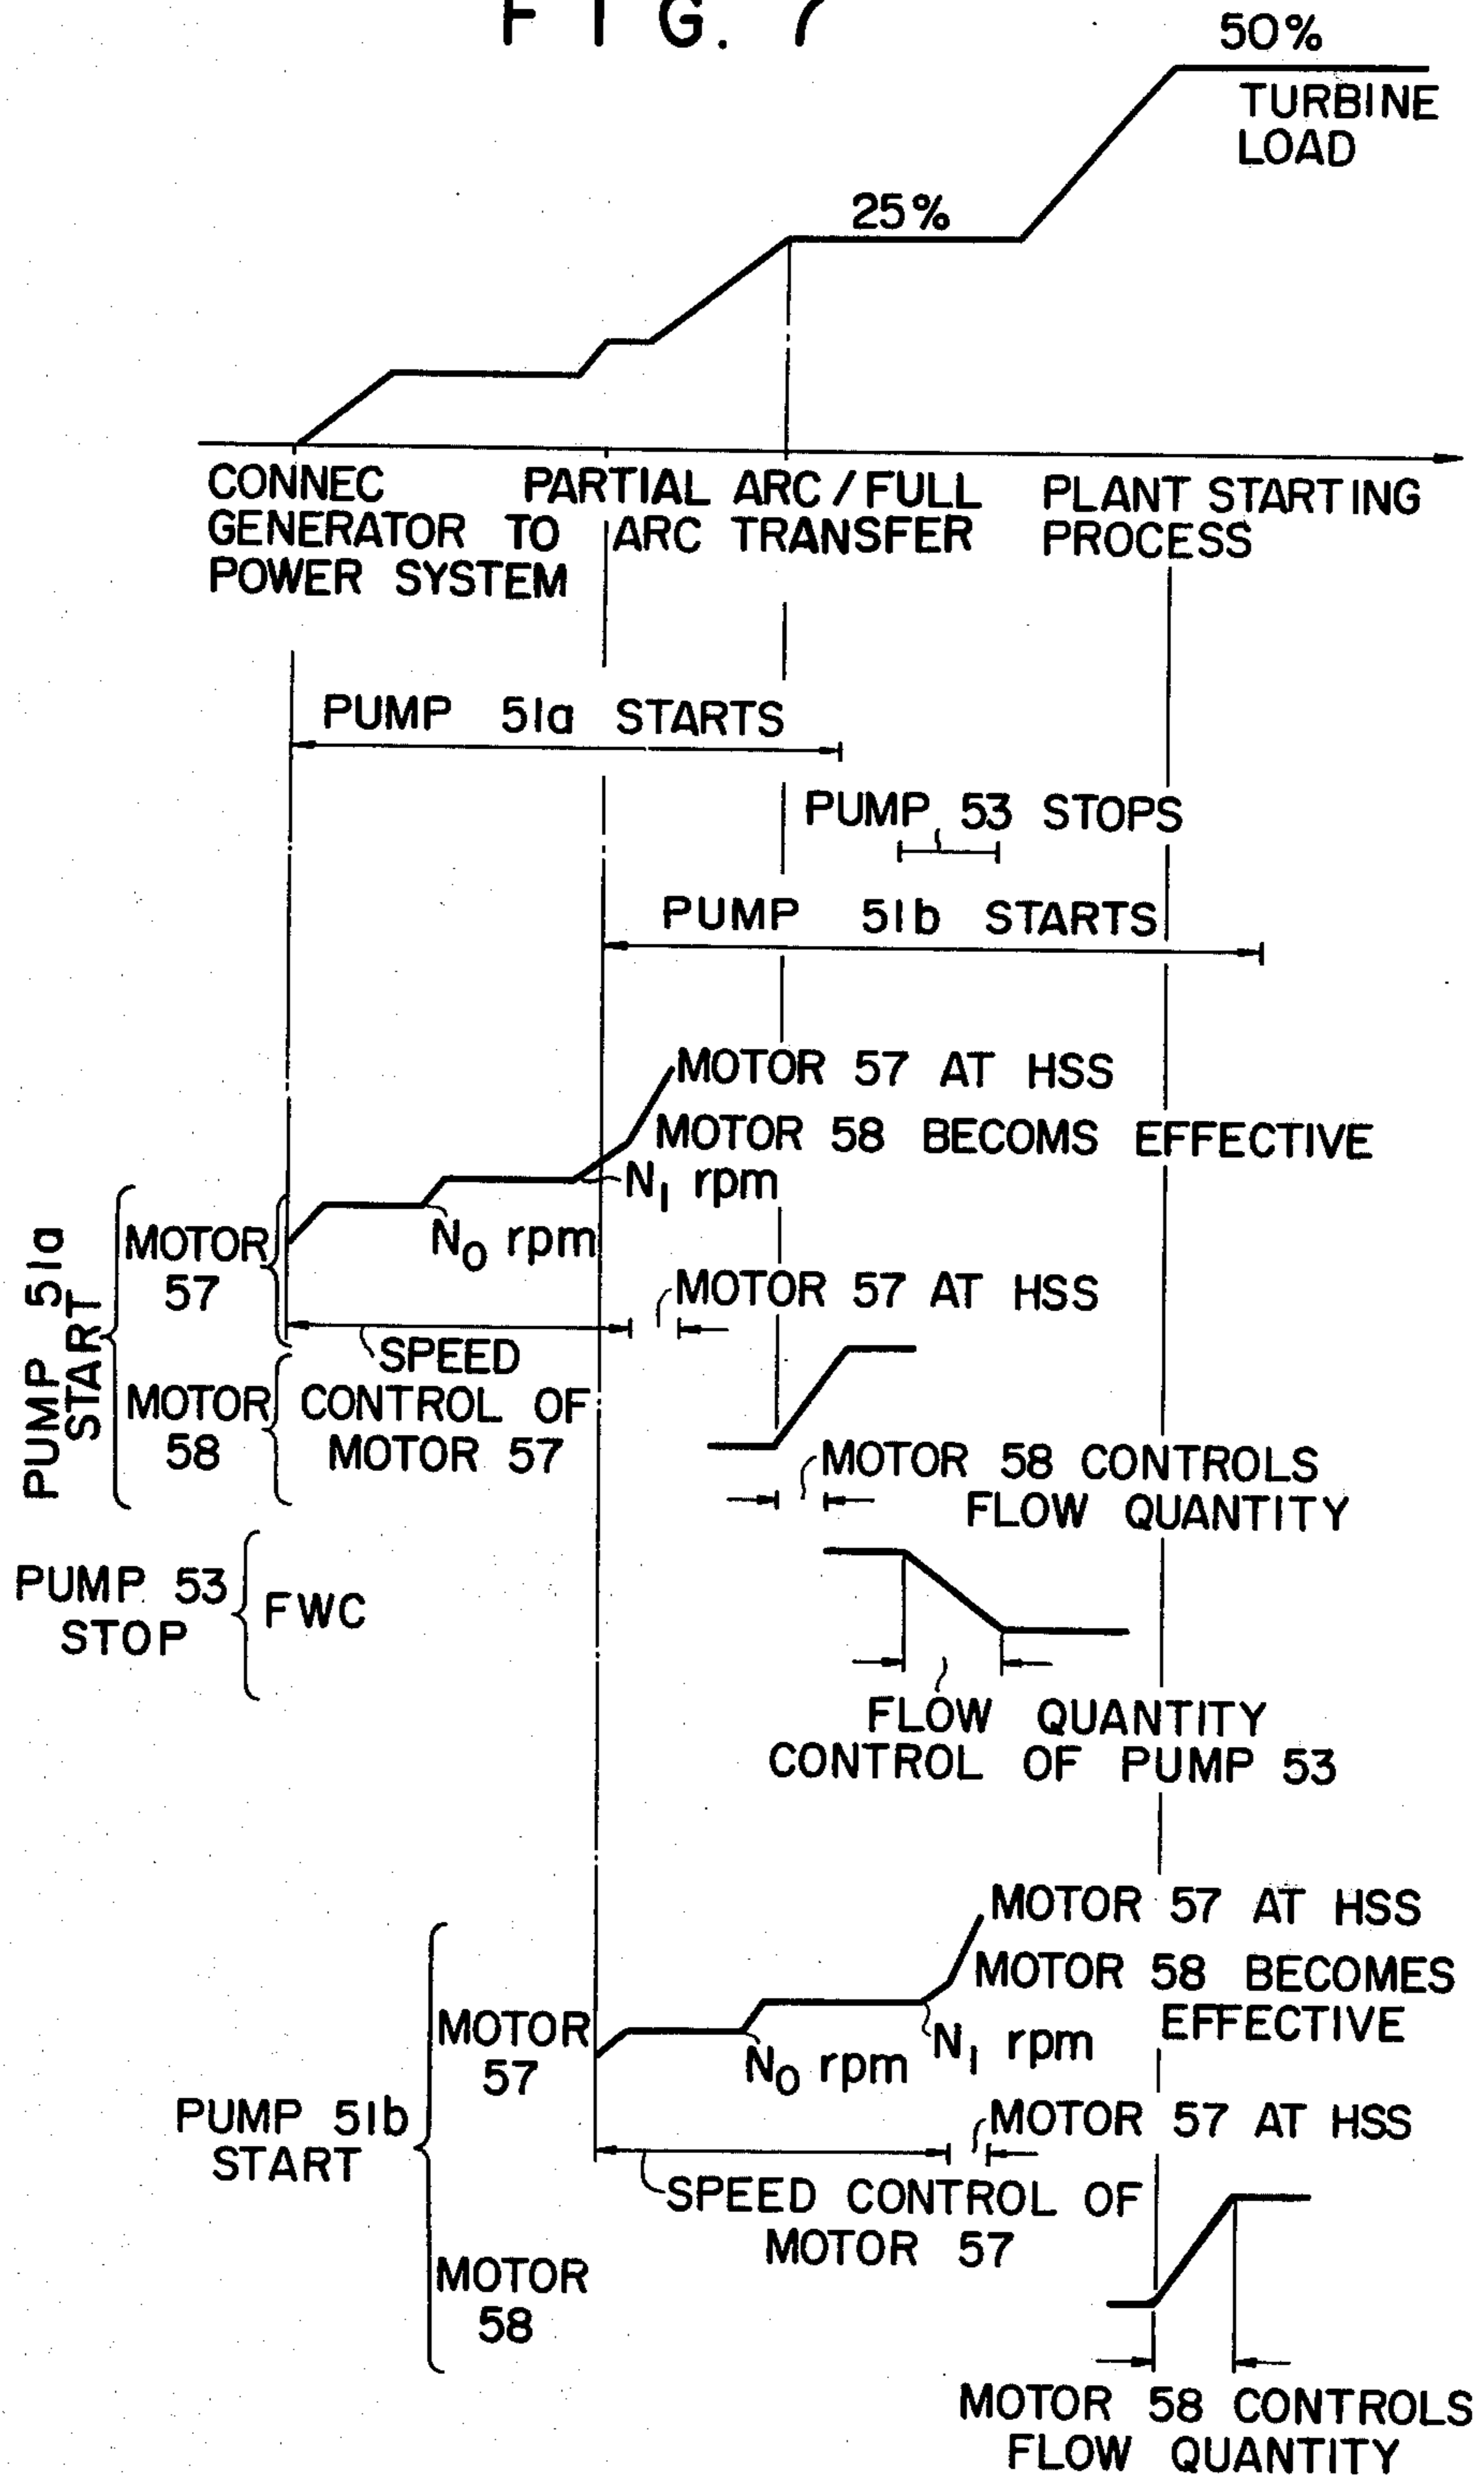 FIG. 7
50%
TURBINE
LOAD
25%
CONNEC
GENERATOR TO
POWER SYSTEM
PARTIAL ARC/FULL
ARC TRANSFER
PLANT STARTING
PROCESS
PUMP 51a STARTS
PUMP 53 STOPS
PUMP 51b STARTS
MOTOR 57 AT HSS
MOTOR 58 BECOMS EFFECTIVE
N1 rpm
N0 rpm
PUMP 51a
START
MOTOR
57
MOTOR 57 AT HSS
SPEED
CONTROL OF
MOTOR 57
MOTOR
58
MOTOR 58 CONTROLS
FLOW QUANTITY
PUMP 53
STOP
FWC
FLOW QUANTITY
CONTROL OF PUMP 53
MOTOR 57 AT HSS
MOTOR 58 BECOMES
EFFECTIVE
N1 rpm
N0 rpm
PUMP 51b
START
MOTOR
57
MOTOR 57 AT HSS
SPEED CONTROL OF
MOTOR 57
MOTOR
58
MOTOR 58 CONTROLS
FLOW QUANTITY